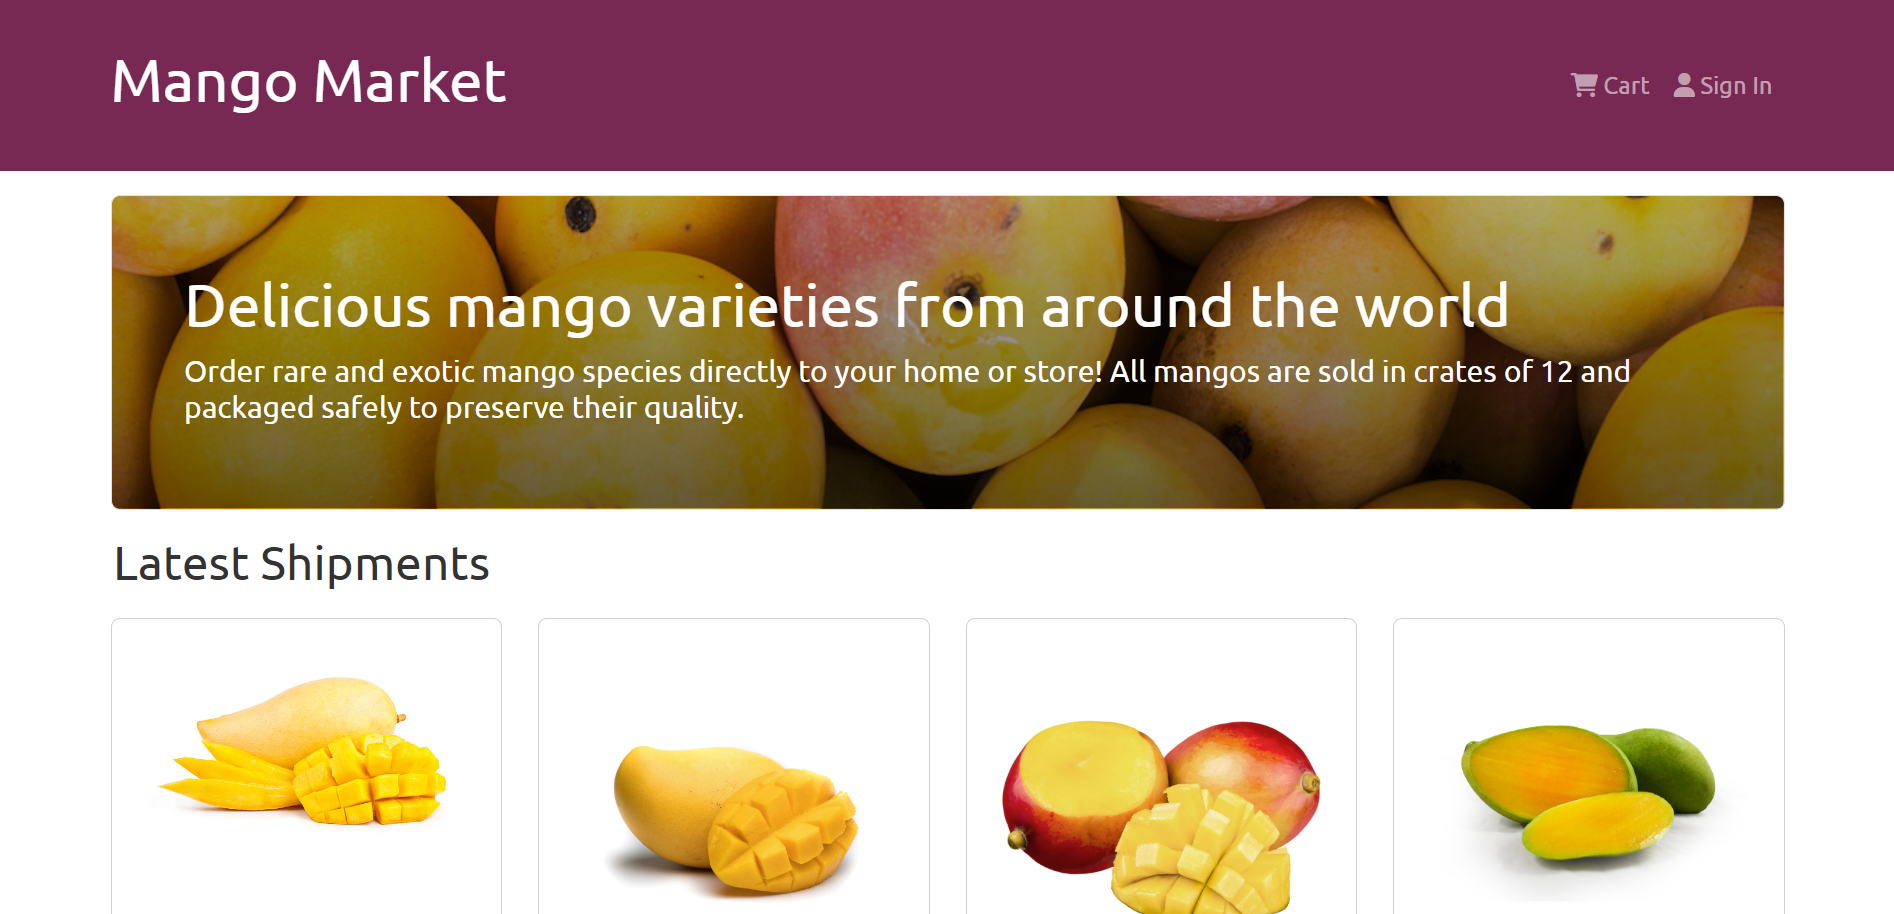 Mango Market
Cart
Sign In
Delicious mango varieties from around the world
Order rare and exotic mango species directly to your home or store! All mangos are sold in crates of 12 and
packaged safely to preserve their quality.
Latest Shipments